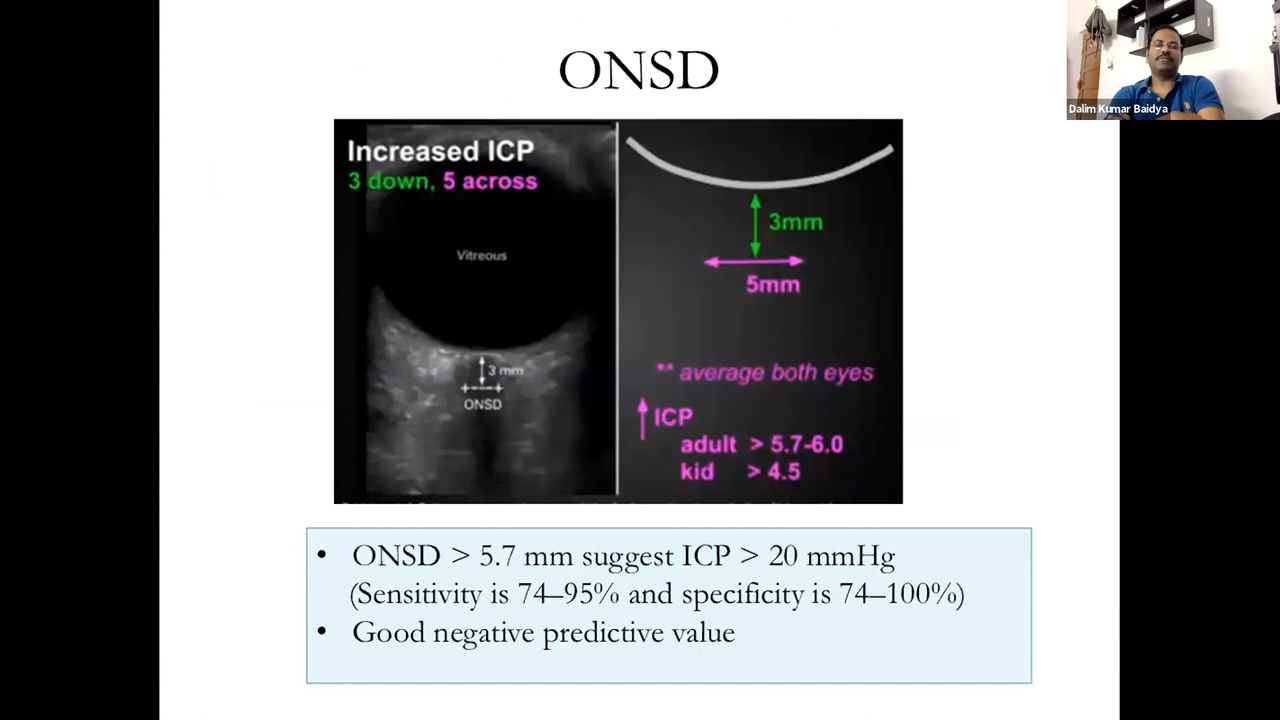 ONSD
Dalim Kumar Baidya
Increased ICP
3 down, 5 across
Vitreous
3 mm
ONSD
3mm
5mm
** average both eyes
ICP
adult > 5.7-6.0
kid > 4.5
• ONSD > 5.7 mm suggest ICP > 20 mmHg
(Sensitivity is 74–95% and specificity is 74–100%)
• Good negative predictive value